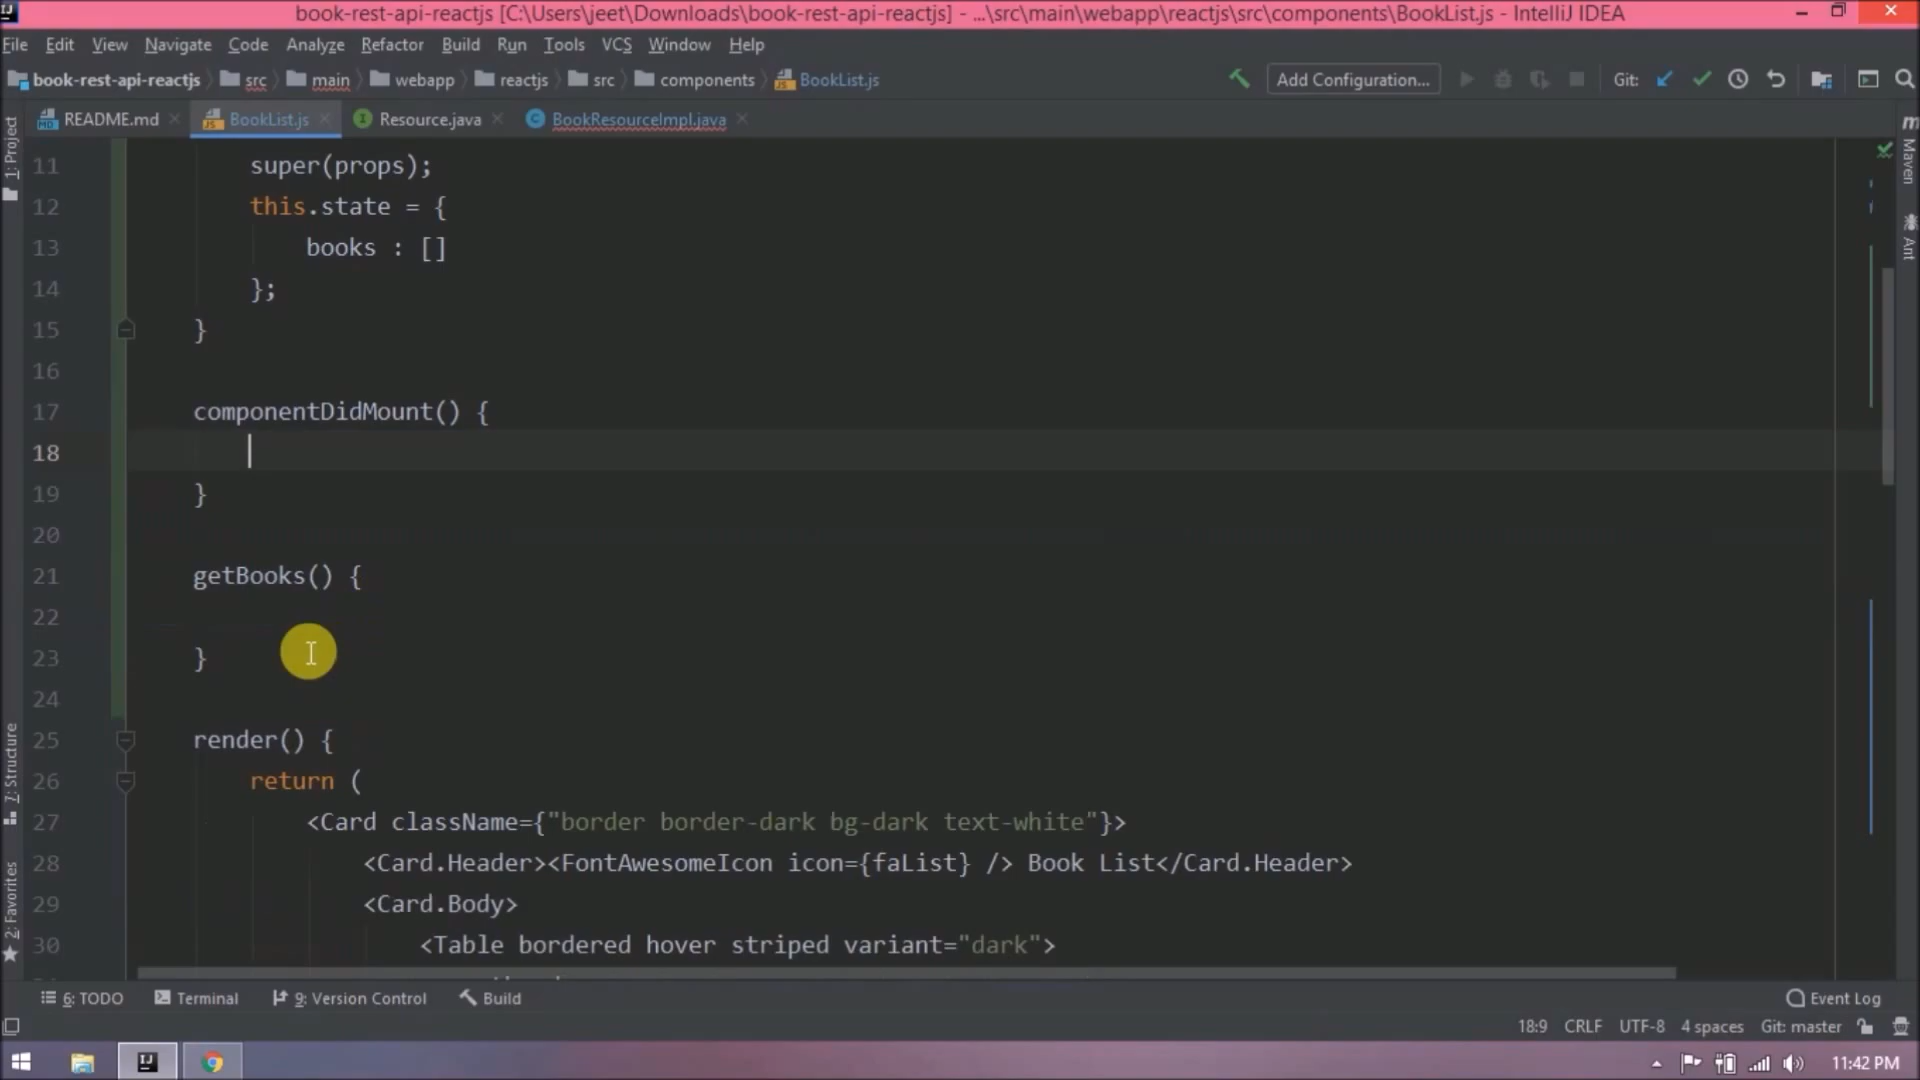 book-rest-api-reactjs [C:\Users\jeet\Downloads\book-rest-api-reactjs] - ...\src\main\webapp\reactjs\src\components\BookList.js - IntelliJ IDEA
File Edit View Navigate Code Analyze Refactor Build Run Tools VCS Window Help
book-rest-api-reactjs src main webapp reactjs src components BookList.js Add Configuration... Git:
README.md BookList.js Resource.java BookResourceImpl.java
1: Project
Maven
Ant
7: Structure
2: Favorites
11 super(props);
12 this.state = {
13 books : []
14 };
15 }
16
17 componentDidMount() {
18
19 }
20
21 getBooks() {
22
23 }
24
25 render() {
26 return (
27 <Card className={"border border-dark bg-dark text-white"}>
28 <Card.Header><FontAwesomeIcon icon={faList} /> Book List</Card.Header>
29 <Card.Body>
30 <Table bordered hover striped variant="dark">
6: TODO Terminal 9: Version Control Build Event Log
18:9 CRLF UTF-8 4 spaces Git: master
11:42 PM